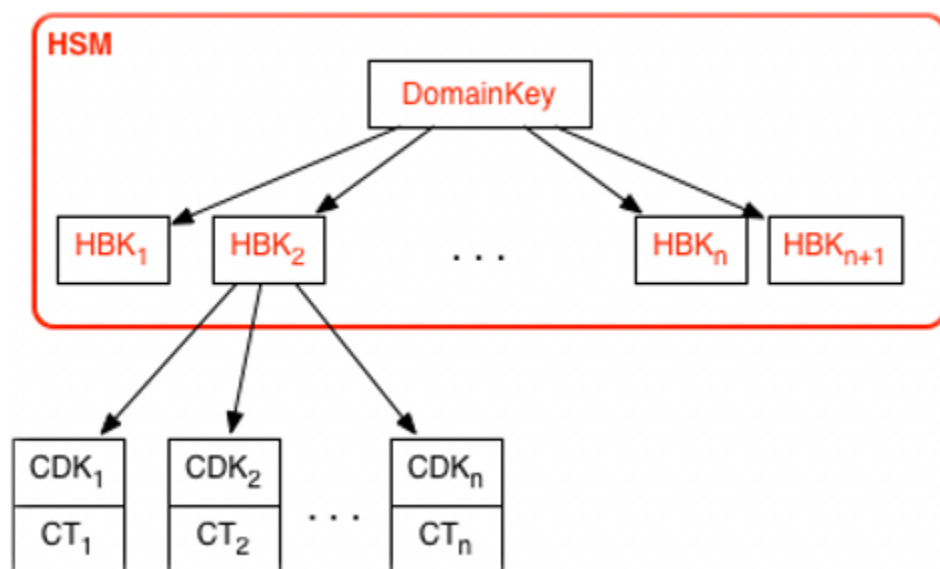 HSM
DomainKey
HBK₁ HBK₂ . . . HBKₙ HBKₙ₊₁
CDK₁ CDK₂ CDKₙ
. . .
CT₁ CT₂ CTₙ